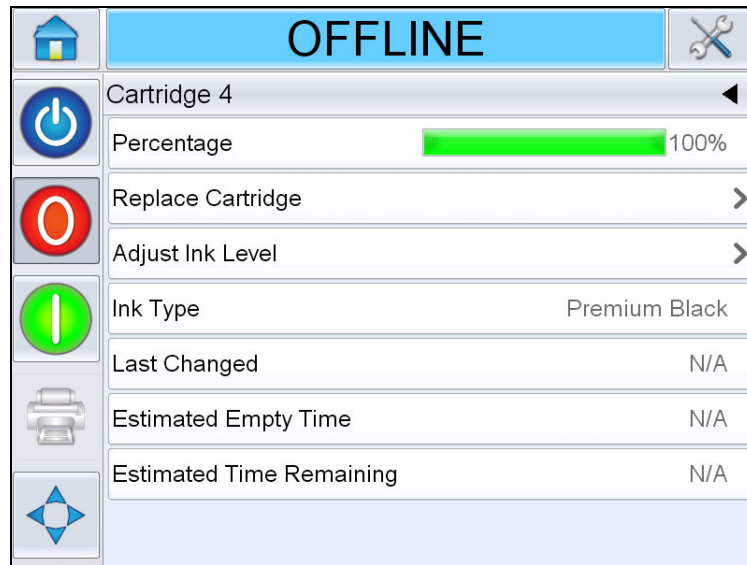 OFFLINE
Cartridge 4
Percentage 100%
Replace Cartridge
Adjust Ink Level
Ink Type Premium Black
Last Changed N/A
Estimated Empty Time N/A
Estimated Time Remaining N/A